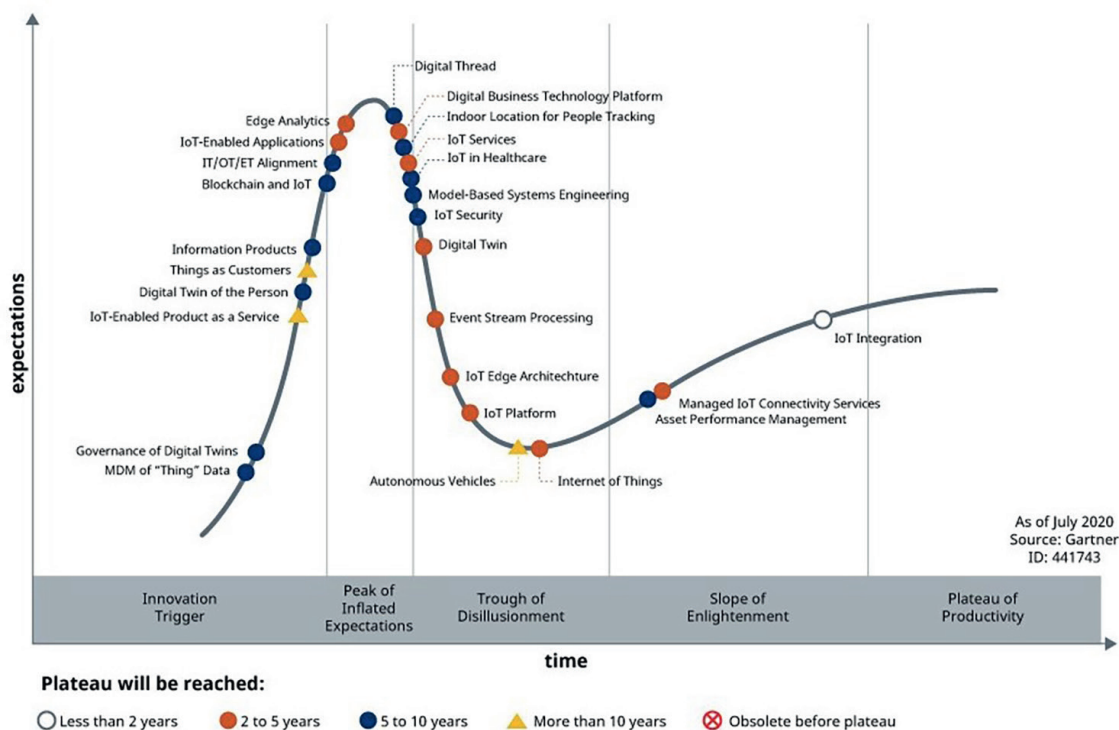 Digital Thread
Digital Business Technology Platform
Indoor Location for People Tracking
IoT Services
IoT in Healthcare
Model-Based Systems Engineering
IoT Security
Digital Twin
Event Stream Processing
IoT Edge Architechture
IoT Platform
Edge Analytics
IoT-Enabled Applications
IT/OT/ET Alignment
Blockchain and IoT
Information Products
Things as Customers
Digital Twin of the Person
IoT-Enabled Product as a Service
Governance of Digital Twins
MDM of “Thing” Data
Autonomous Vehicles
Internet of Things
IoT Integration
Managed IoT Connectivity Services
Asset Performance Management
expectations
As of July 2020
Source: Gartner
ID: 441743
Innovation
Trigger
Peak of
Inflated
Expectations
Trough of
Disillusionment
Slope of
Enlightenment
Plateau of
Productivity
time
Plateau will be reached:
Less than 2 years
2 to 5 years
5 to 10 years
More than 10 years
Obsolete before plateau